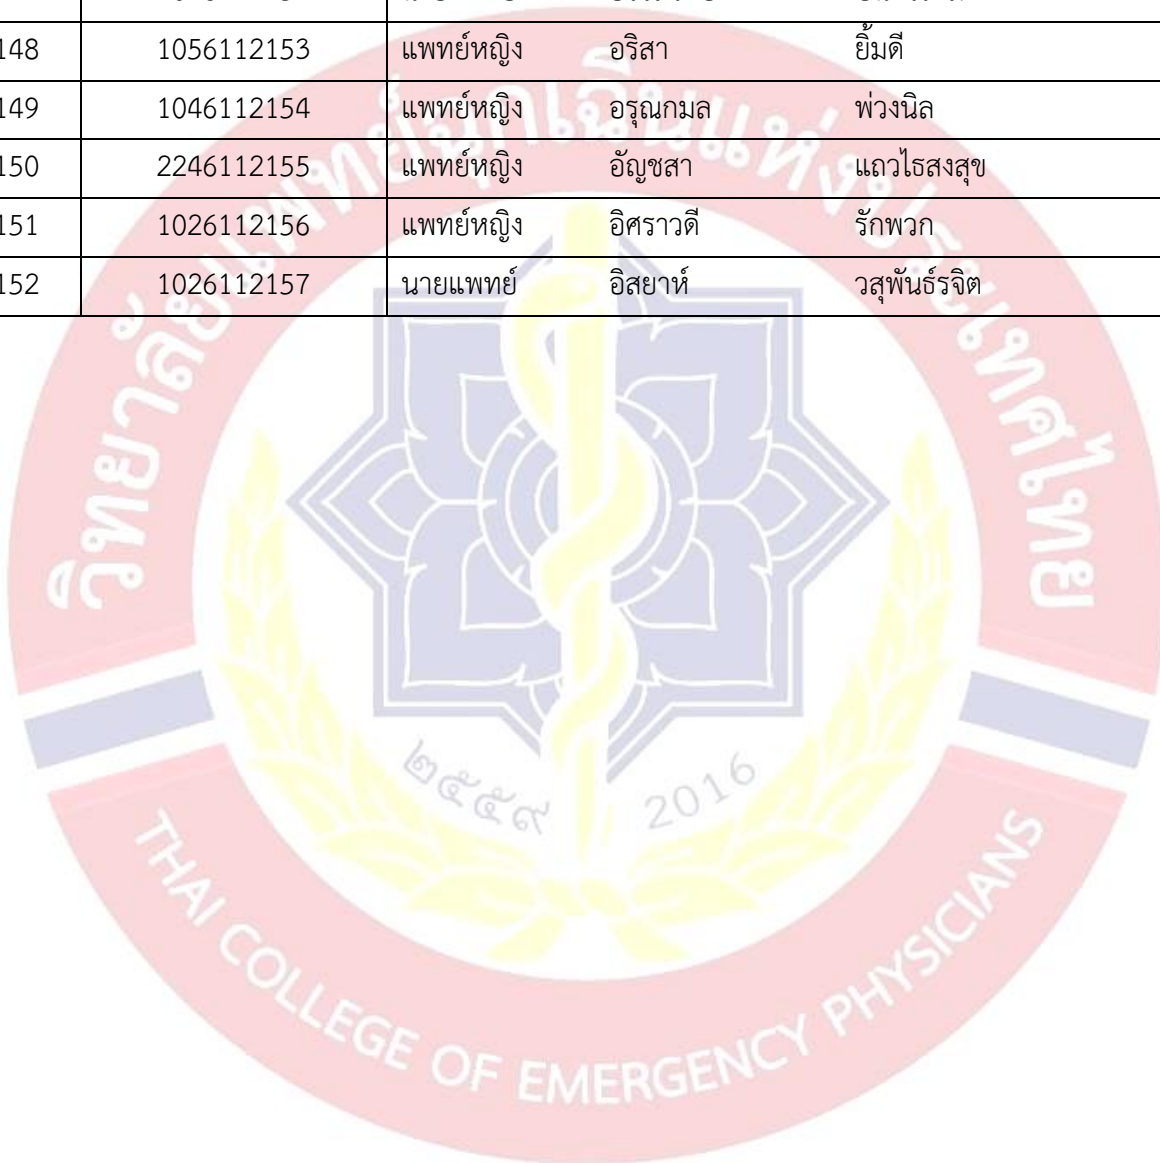 148 1056112153 แพทย์หญิง อริสา ยิ้มดี
149 1046112154 แพทย์หญิง อรุณกมล พ่วงนิล
150 2246112155 แพทย์หญิง อัญชสา แถวไธสงสุข
151 1026112156 แพทย์หญิง อิศราวดี รักพวก
152 1026112157 นายแพทย์ อิสยาห์ วสุพันธ์รจิต
วิทยาลัยแพทย์ฉุกเฉินแห่งประเทศไทย
๒๕๕๙ 2016
THAI COLLEGE OF EMERGENCY PHYSICIANS